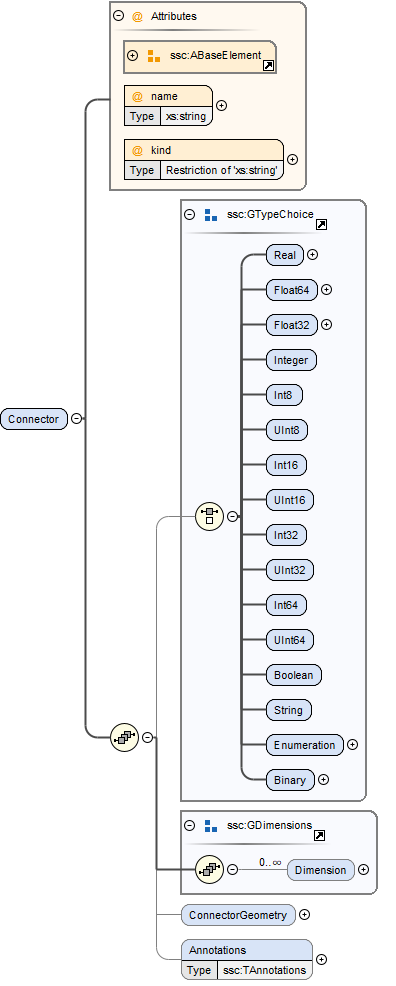 @ Attributes
ssc:ABaseElement
@ name
Type xs:string
@ kind
Type Restriction of 'xs:string'
ssc:GTypeChoice
Real
Float64
Float32
Integer
Int8
UInt8
Connector
Int16
UInt16
Int32
UInt32
Int64
UInt64
Boolean
String
Enumeration
Binary
ssc:GDimensions
0..∞
Dimension
ConnectorGeometry
Annotations
Type ssc:TAnnotations